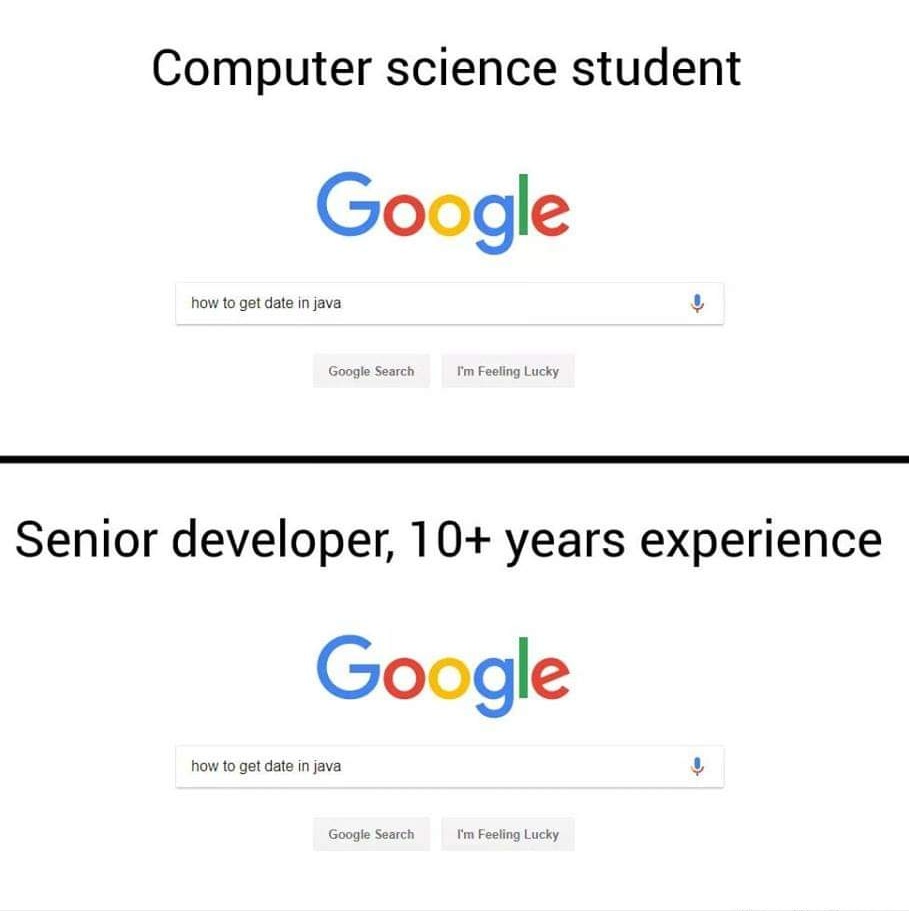 Computer science student
Google
how to get date in java
Google Search I'm Feeling Lucky
Senior developer, 10+ years experience
Google
how to get date in java
Google Search I'm Feeling Lucky